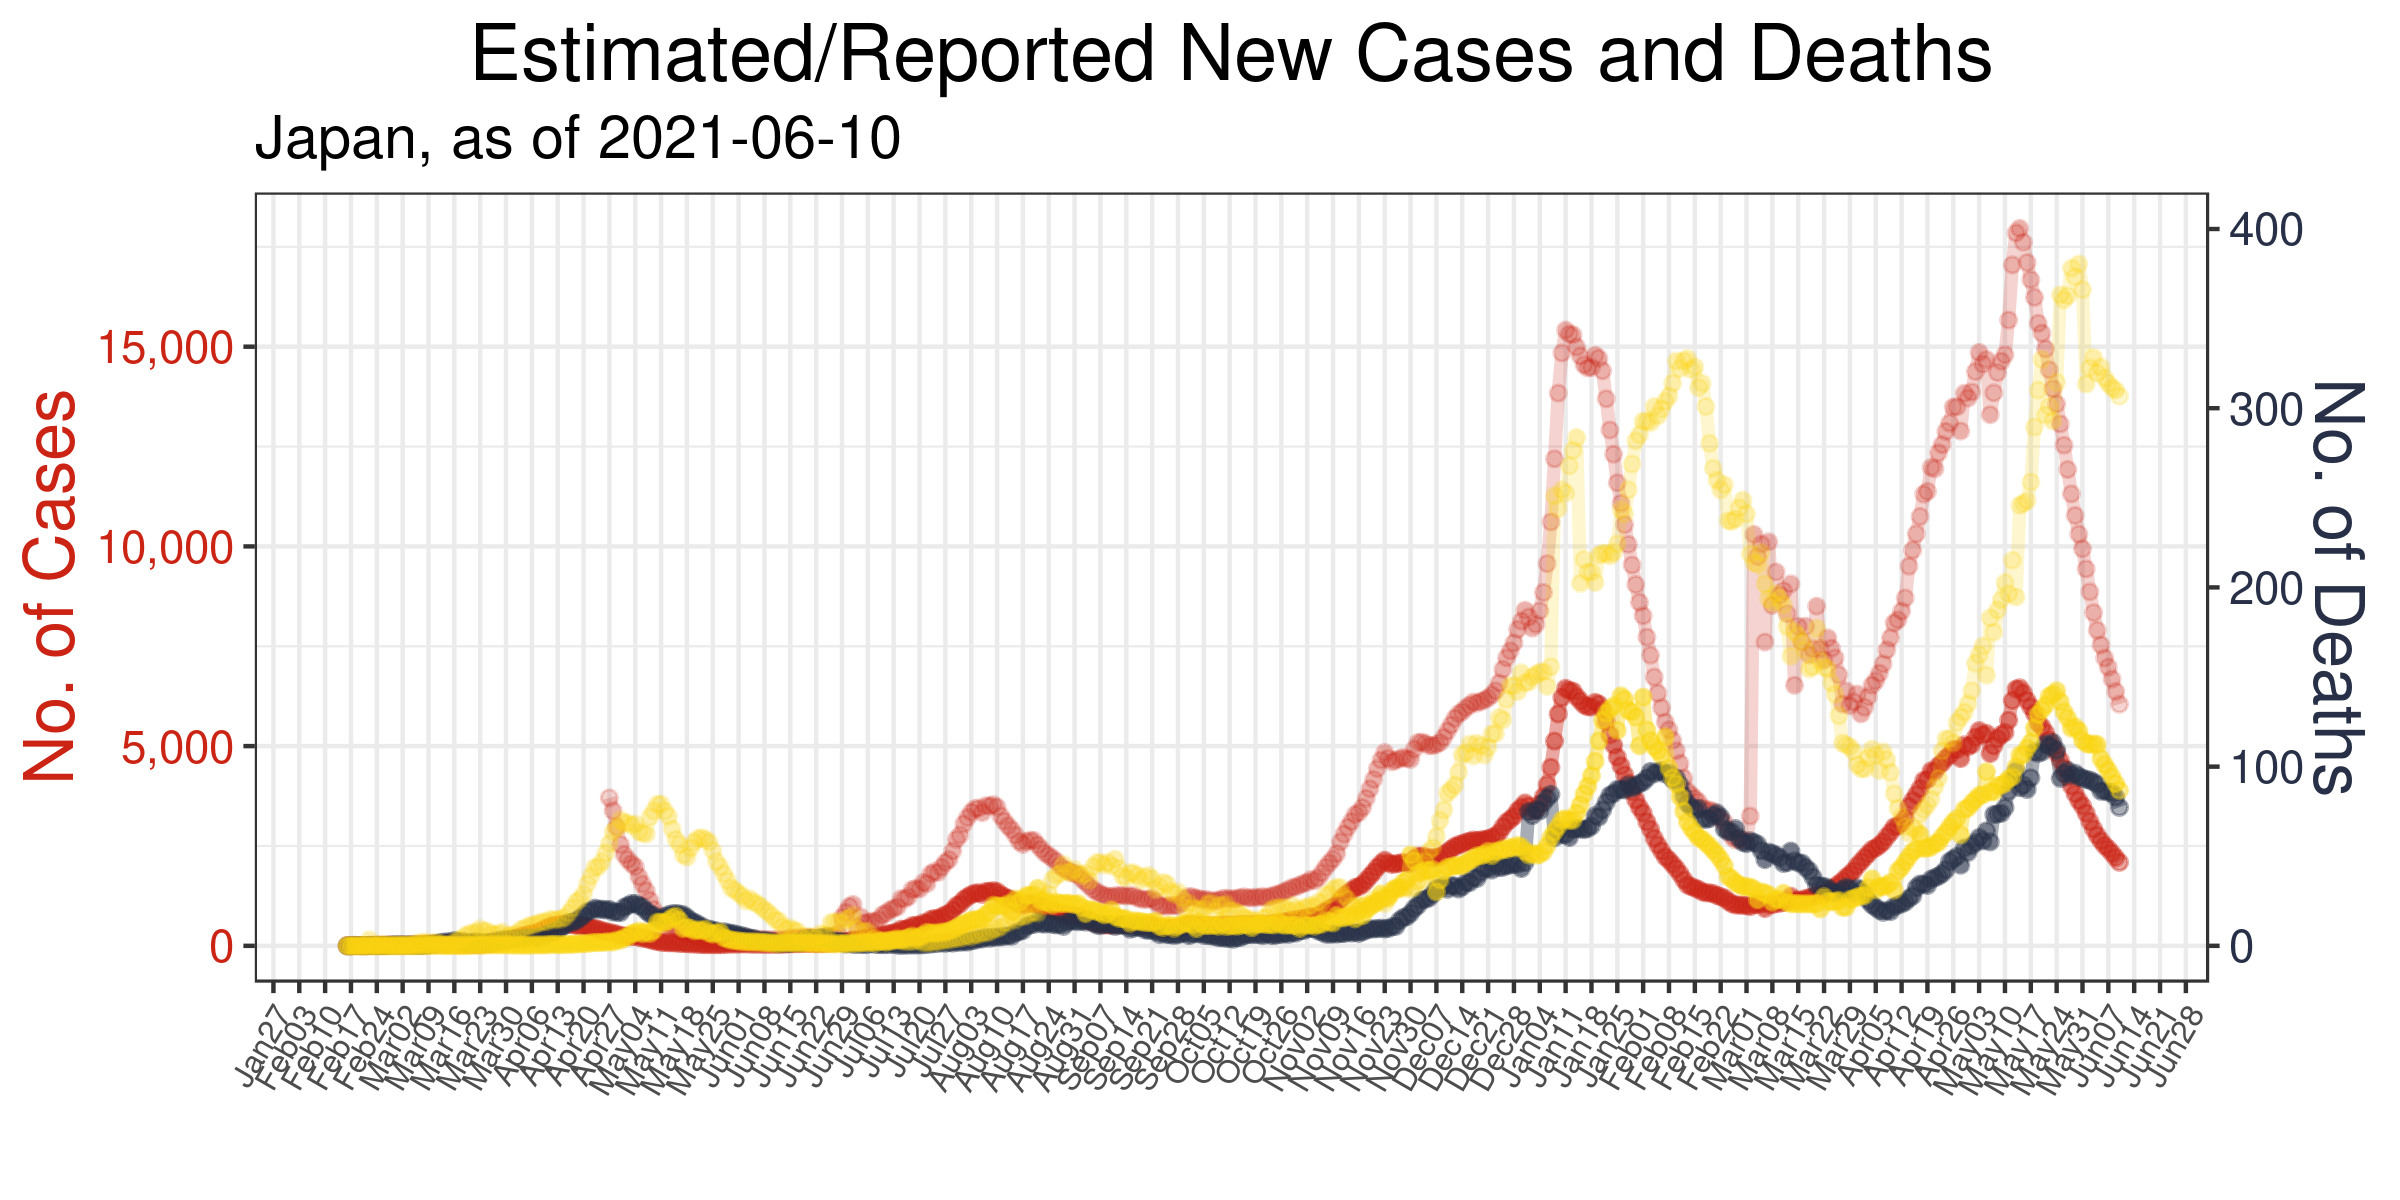 Estimated/Reported New Cases and Deaths
Japan, as of 2021-06-10
No. of Cases
15,000
10,000
5,000
0
400
300
200
100
0
No. of Deaths
Jan27
Feb03
Feb10
Feb17
Feb24
Mar02
Mar09
Mar16
Mar23
Mar30
Apr06
Apr13
Apr20
Apr27
May04
May11
May18
May25
Jun01
Jun08
Jun15
Jun22
Jun29
Jul06
Jul13
Jul20
Jul27
Aug03
Aug10
Aug17
Aug24
Aug31
Sep07
Sep14
Sep21
Sep28
Oct05
Oct12
Oct19
Oct26
Nov02
Nov09
Nov16
Nov23
Nov30
Dec07
Dec14
Dec21
Dec28
Jan04
Jan11
Jan18
Jan25
Feb01
Feb08
Feb15
Feb22
Mar01
Mar08
Mar15
Mar22
Mar29
Apr05
Apr12
Apr19
Apr26
May03
May10
May17
May24
May31
Jun07
Jun14
Jun21
Jun28